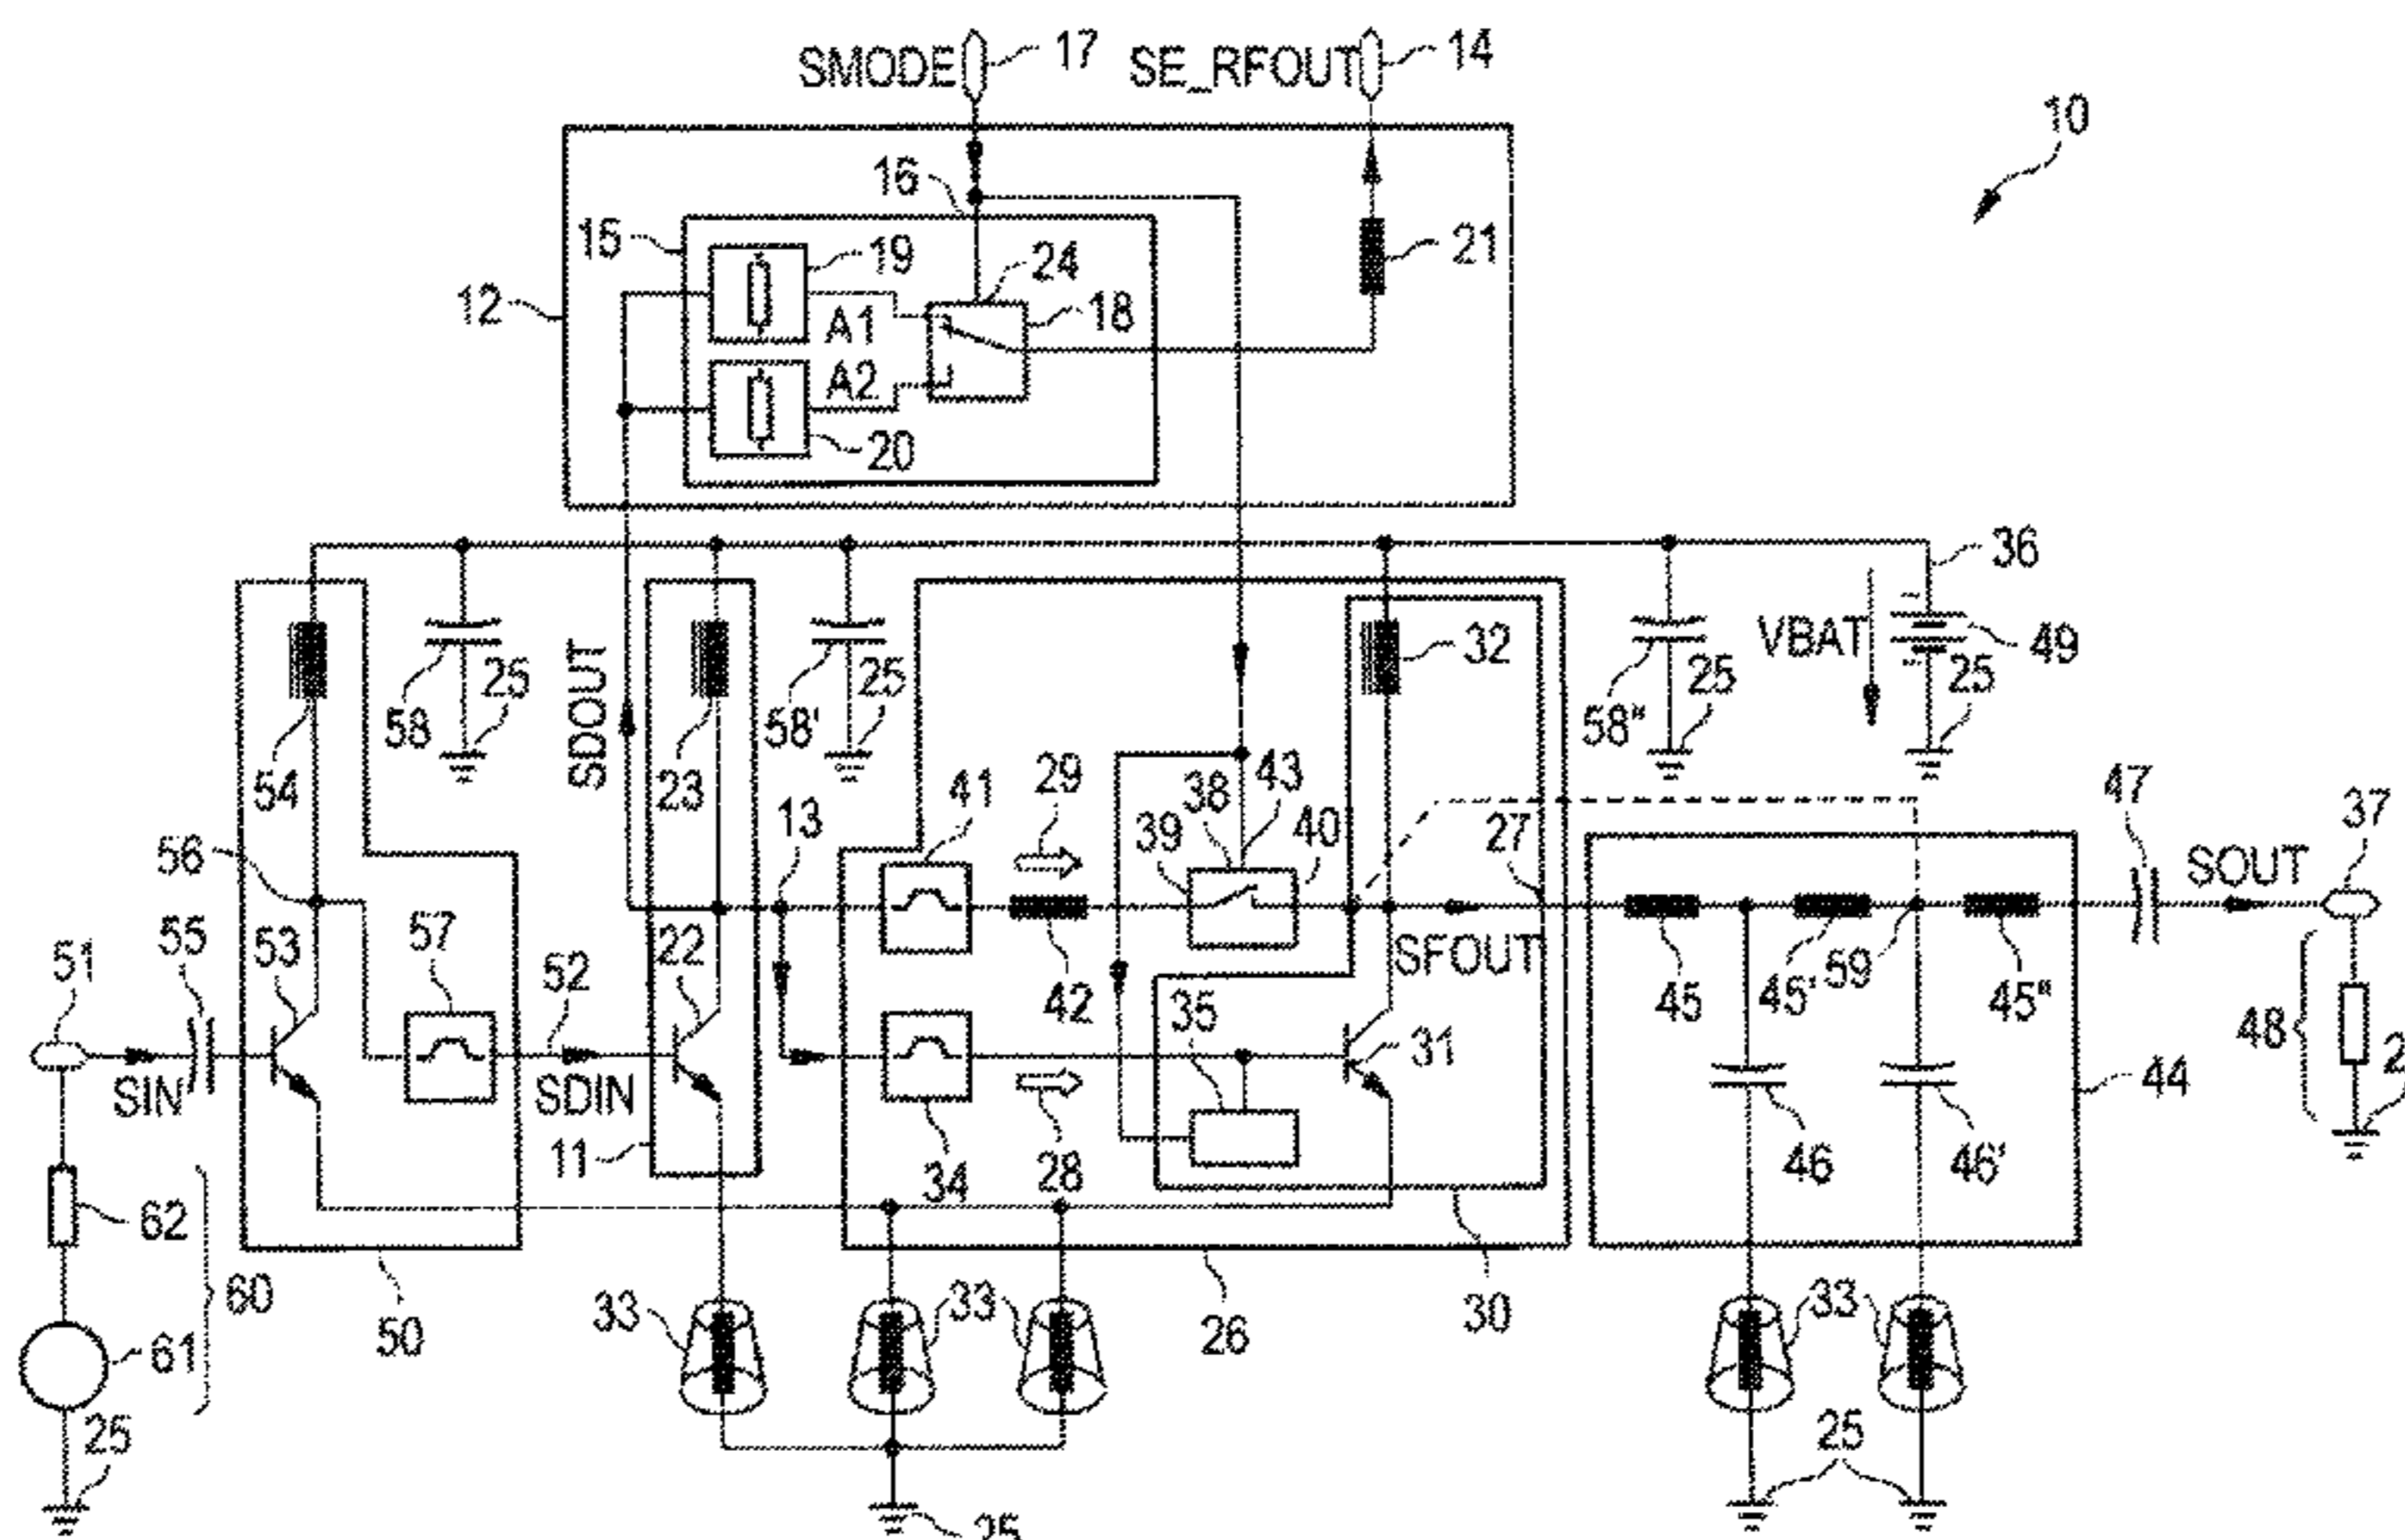 SMODE 17 SE_RFOUT 14
10
16
15 19 24 21
12 A1 18
A2
20
36
SDOUT 32 VBAT 49
25 25 25 25
58 58' 58"
54 23 29 38 43 47
41 37
13 39 40 27 SOUT
56
55 53 57 22 SFOUT 59
51 52 42 45 45' 45"
35 48
SIN SDIN 31 44
11 34 28 46 46'
62
60 33 33 30 33
50 26
61
25 25
25